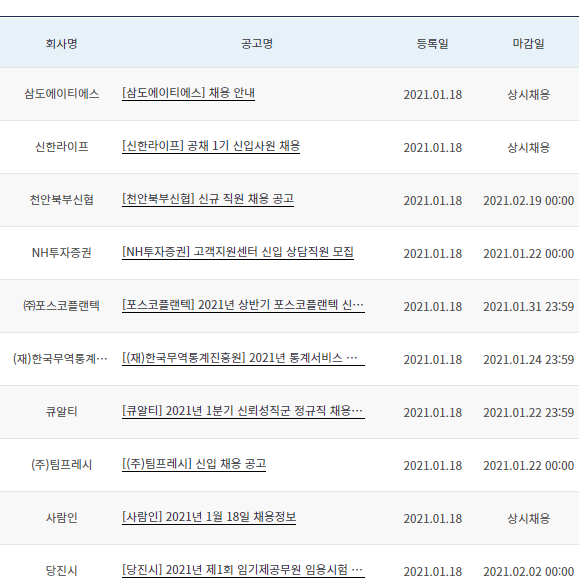 회사명 공고명 등록일 마감일
삼도에이티에스 [삼도에이티에스] 채용 안내 2021.01.18 상시채용
신한라이프 [신한라이프] 공채 1기 신입사원 채용 2021.01.18 상시채용
천안북부신협 [천안북부신협] 신규 직원 채용 공고 2021.01.18 2021.02.19 00:00
NH투자증권 [NH투자증권] 고객지원센터 신입 상담직원 모집 2021.01.18 2021.01.22 00:00
㈜포스코플랜텍 [포스코플랜텍] 2021년 상반기 포스코플랜텍 신… 2021.01.18 2021.01.31 23:59
(재)한국무역통계… [(재)한국무역통계진흥원] 2021년 통계서비스 … 2021.01.18 2021.01.24 23:59
큐알티 [큐알티] 2021년 1분기 신뢰성직군 정규직 채용… 2021.01.18 2021.01.22 23:59
(주)팀프레시 [(주)팀프레시] 신입 채용 공고 2021.01.18 2021.01.22 00:00
사람인 [사람인] 2021년 1월 18일 채용정보 2021.01.18 상시채용
당진시 [당진시] 2021년 제1회 임기제공무원 임용시험 … 2021.01.18 2021.02.02 00:00